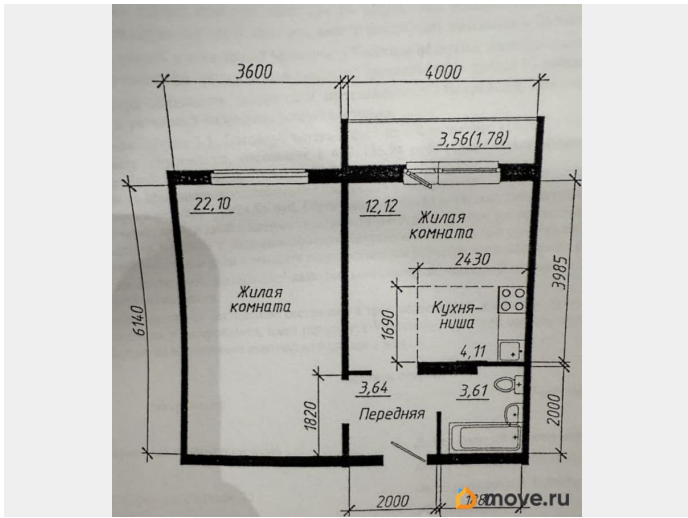 3600
4000
3,56(1,78)
22,10
12,12
Жилая
комната
2430
3985
Жилая
комната
6140
1690
Кухня-
ниша
4,11
3,64
3,61
Передняя
1820
2000
2000
move.ru